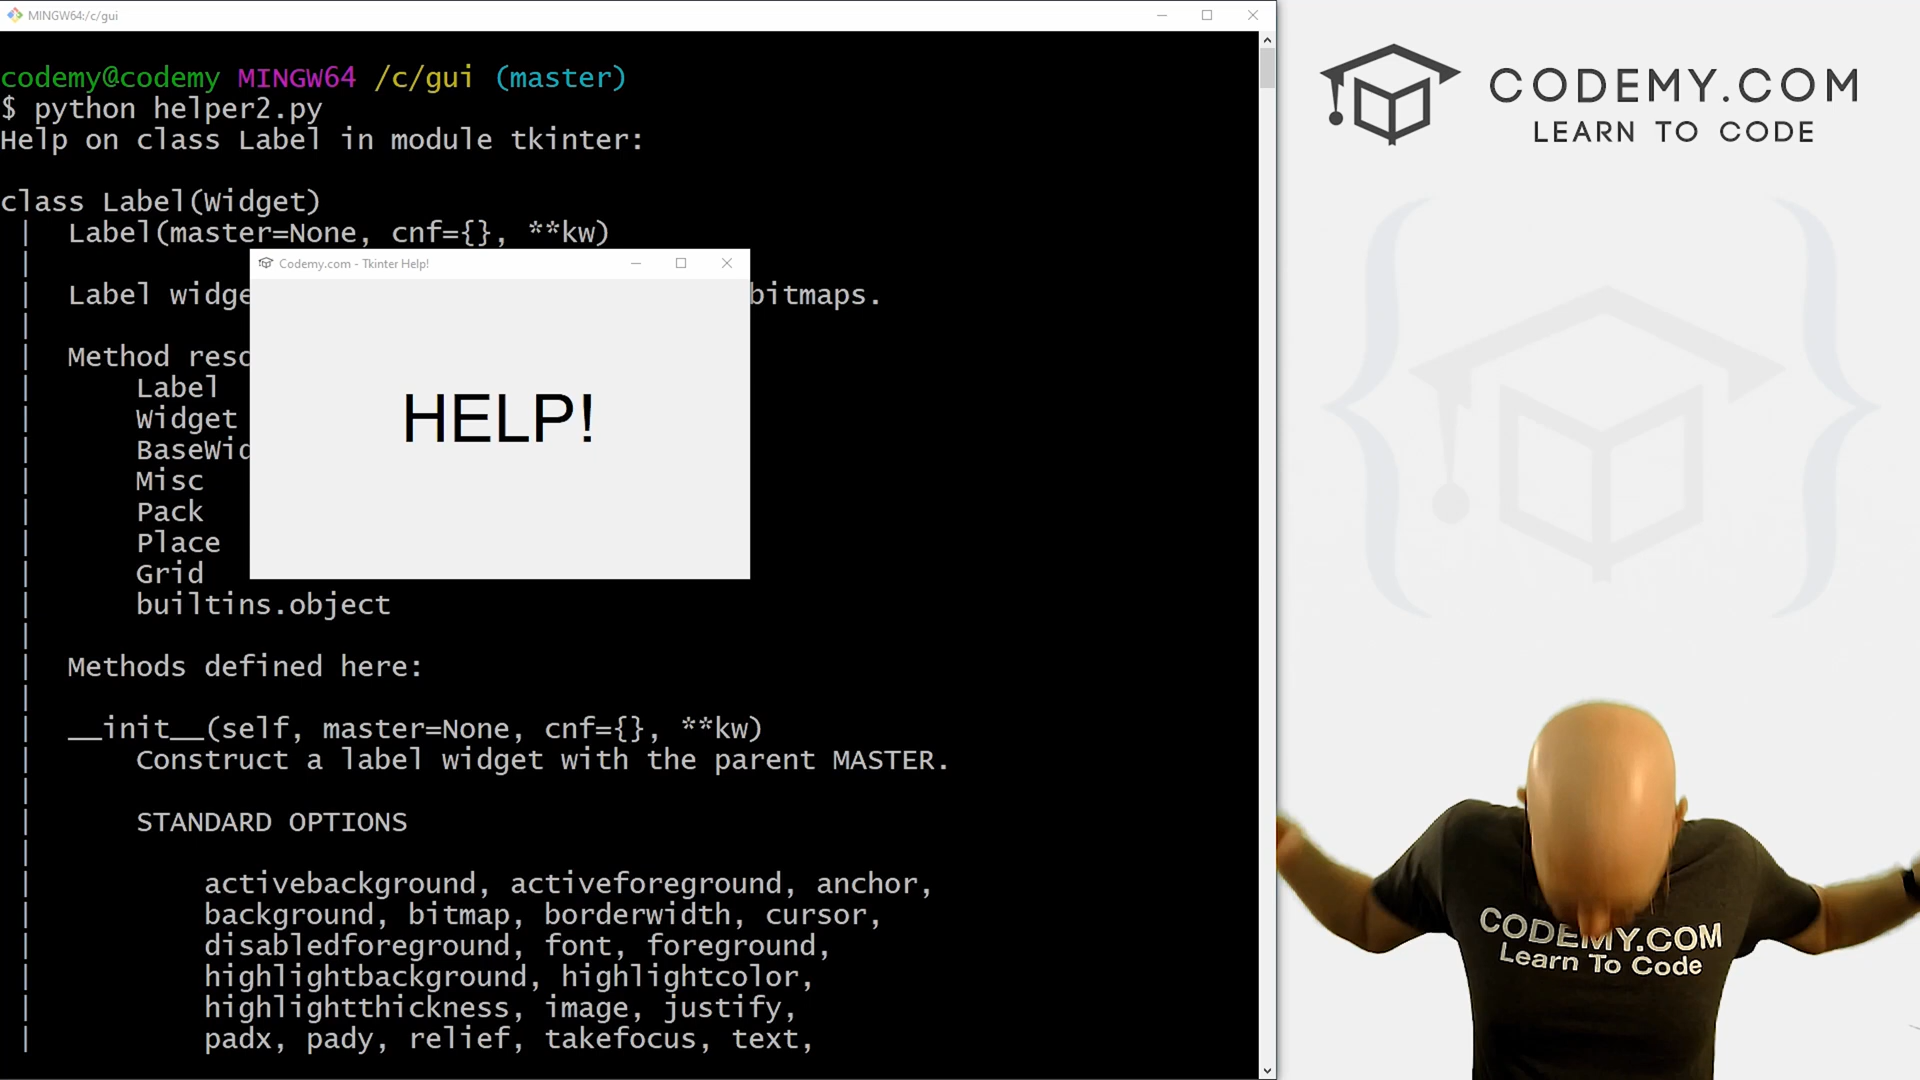 MINGW64:/c/gui
codemy@codemy MINGW64 /c/gui (master)
$ python helper2.py
Help on class Label in module tkinter:
class Label(Widget)
| Label(master=None, cnf={}, **kw)
|
| Label widge bitmaps.
|
| Method reso
| Label
| Widget
| BaseWid
| Misc
| Pack
| Place
| Grid
| builtins.object
|
| Methods defined here:
|
| __init__(self, master=None, cnf={}, **kw)
| Construct a label widget with the parent MASTER.
|
| STANDARD OPTIONS
|
| activebackground, activeforeground, anchor,
| background, bitmap, borderwidth, cursor,
| disabledforeground, font, foreground,
| highlightbackground, highlightcolor,
| highlightthickness, image, justify,
| padx, pady, relief, takefocus, text,
Codemy.com - Tkinter Help!
HELP!
CODEMY.COM
LEARN TO CODE
CODEMY.COM
Learn To Code